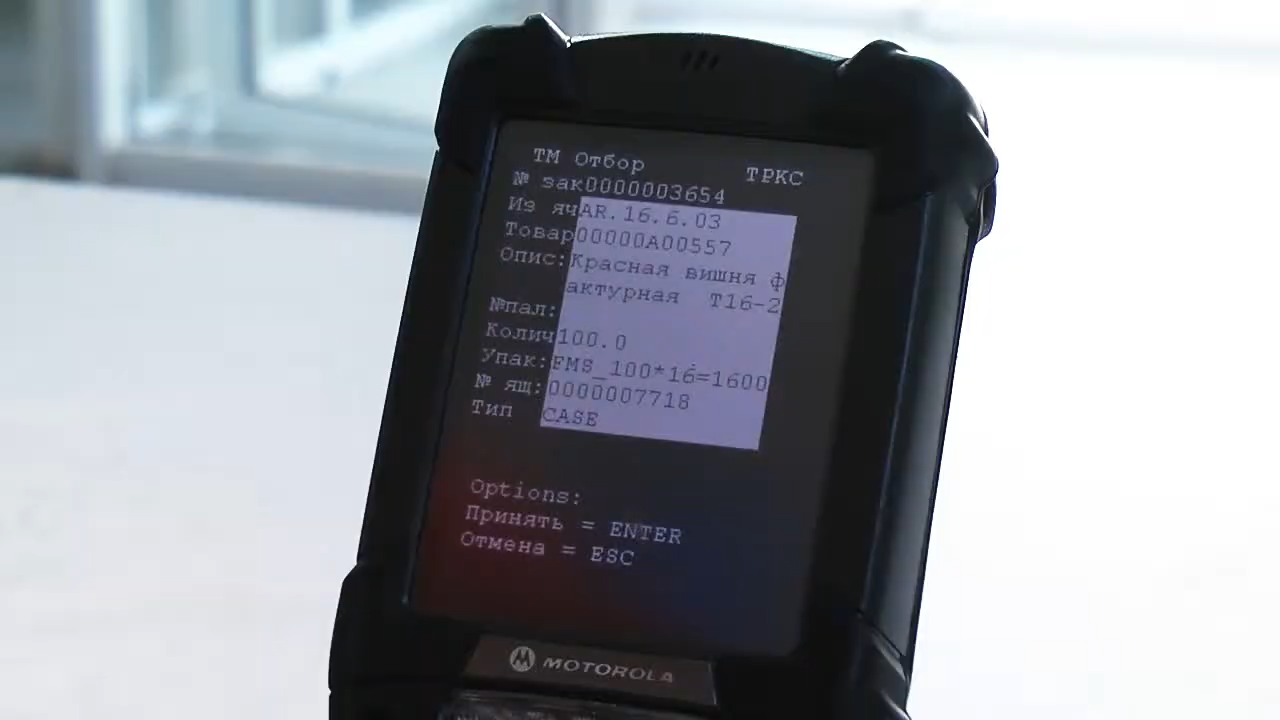 ТМ Отбор ТРКС
№ зак0000003654
Из ячAR.16.6.03
Товар00000A00557
Опис:Красная вишня ф
актурная Т16-2
№пал:
Колич100.0
Упак:FMS_100*16=1600
№ ящ:0000007718
Тип CASE
Options:
Принять = ENTER
Отмена = ESC
MOTOROLA